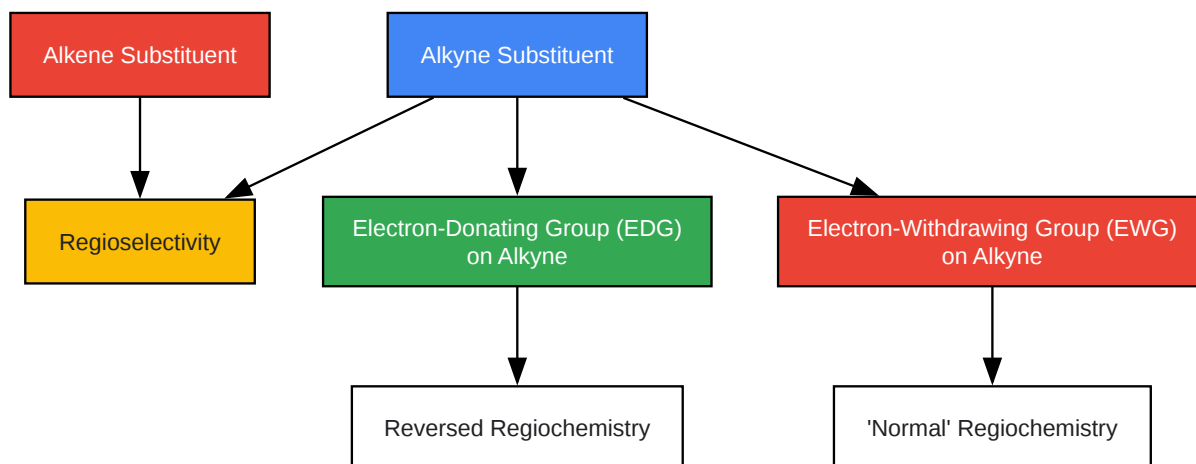 Alkene Substituent
Alkyne Substituent
Regioselectivity
Electron-Donating Group (EDG)
on Alkyne
Electron-Withdrawing Group (EWG)
on Alkyne
Reversed Regiochemistry
'Normal' Regiochemistry